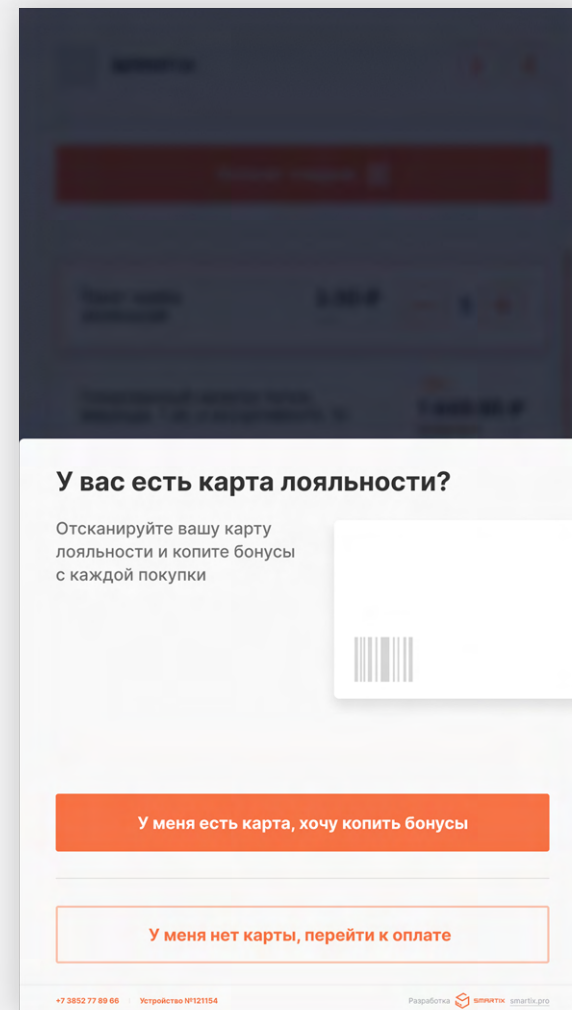 У вас есть карта лояльности?
Отсканируйте вашу карту
лояльности и копите бонусы
с каждой покупки
У меня есть карта, хочу копить бонусы
У меня нет карты, перейти к оплате
+7 3852 77 89 66 Устройство №121154 Разработка SMARTIX smartix.pro